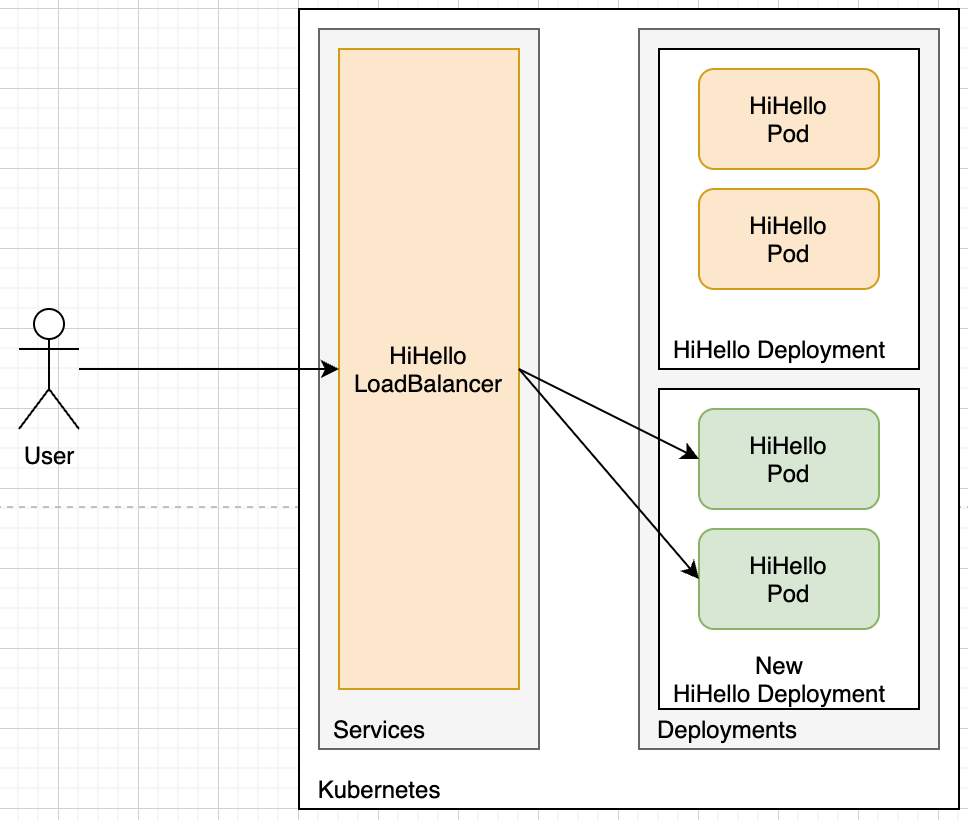 User
HiHello
LoadBalancer
Services
HiHello
Pod
HiHello
Pod
HiHello Deployment
HiHello
Pod
HiHello
Pod
New
HiHello Deployment
Deployments
Kubernetes